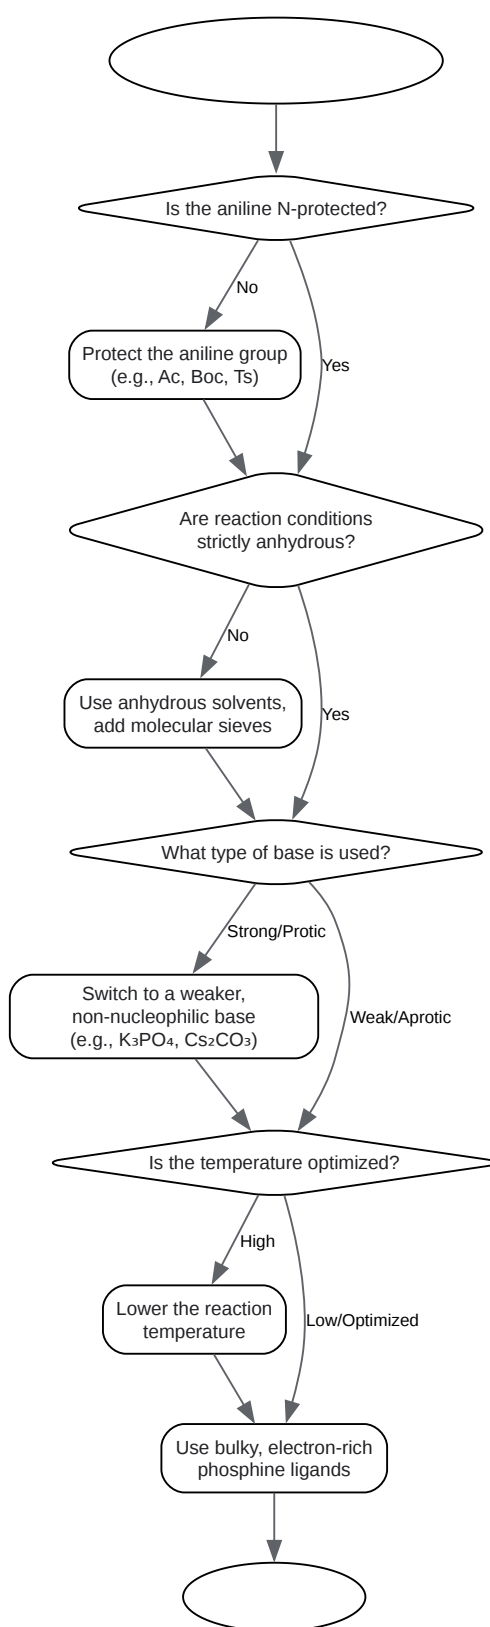 Is the aniline N-protected?
No
Protect the aniline group
(e.g., Ac, Boc, Ts)
Yes
Are reaction conditions
strictly anhydrous?
No
Use anhydrous solvents,
add molecular sieves
Yes
What type of base is used?
Strong/Protic
Switch to a weaker,
non-nucleophilic base
(e.g., K₃PO₄, Cs₂CO₃)
Weak/Aprotic
Is the temperature optimized?
High
Lower the reaction
temperature
Low/Optimized
Use bulky, electron-rich
phosphine ligands